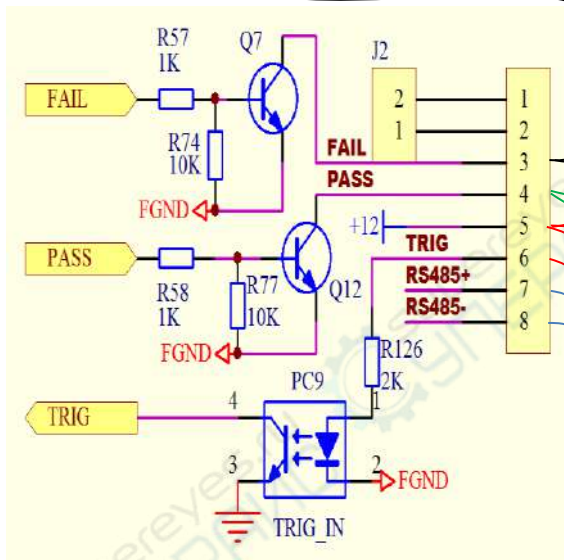 R57
1K
Q7
J2
FAIL
2
1
1
2
R74
10K
FAIL
3
PASS
4
FGND
+12
5
TRIG
6
PASS
RS485+
7
Q12
R58
1K
R77
10K
RS485-
8
FGND
R126
2K
PC9
TRIG
4
1
3
2
FGND
TRIG_IN